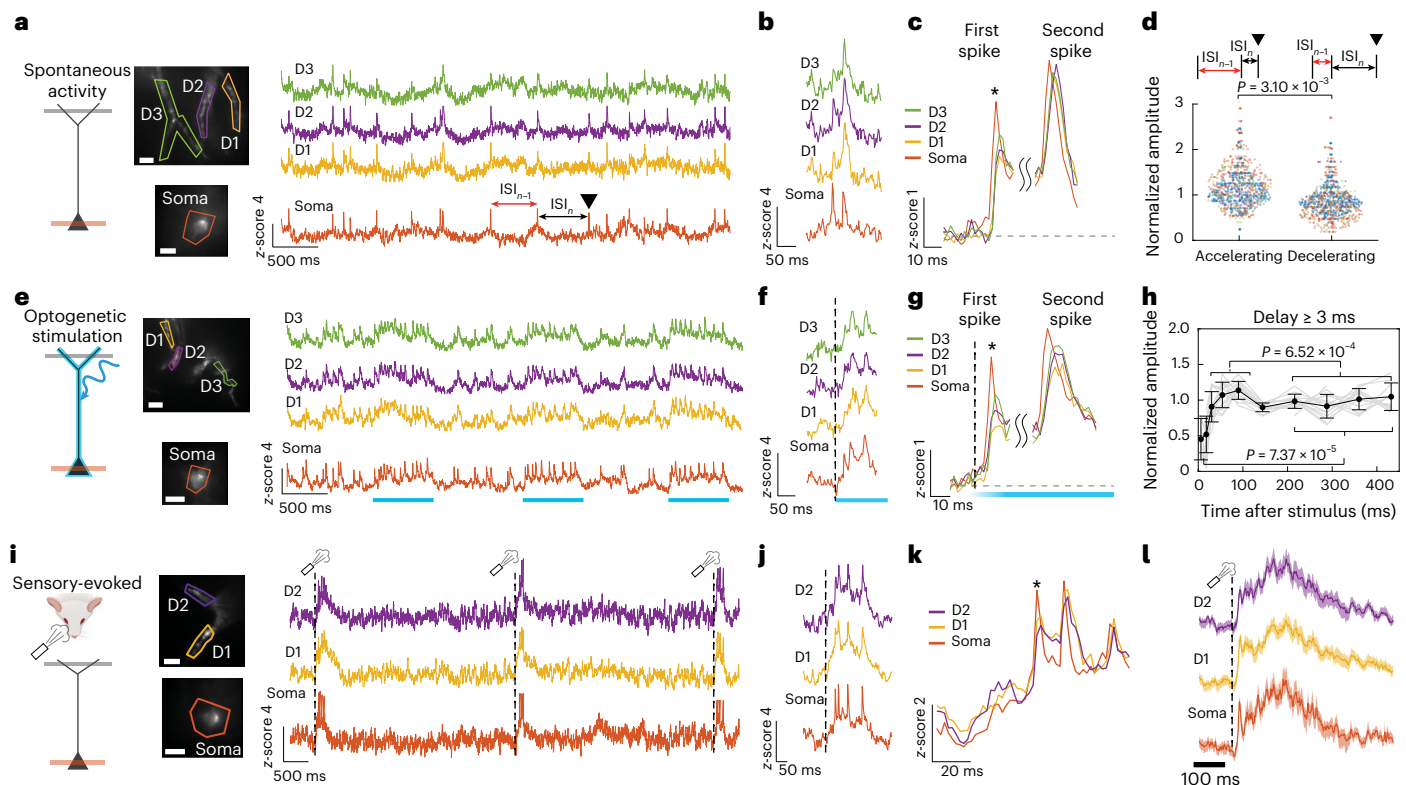 a
Spontaneous
activity
D3
D2
D1
Soma
D3
D2
D1
Soma
ISIn−1
ISIn
z-score 4
500 ms
b
D3
D2
D1
Soma
z-score 4
50 ms
c
First
spike
Second
spike
*
D3
D2
D1
Soma
z-score 1
10 ms
d
ISIn−1
ISIn
ISIn−1
ISIn
P = 3.10 × 10−3
Normalized amplitude
3
2
1
0
Accelerating
Decelerating
e
Optogenetic
stimulation
D1
D2
D3
Soma
D3
D2
D1
Soma
z-score 4
500 ms
f
D3
D2
D1
Soma
z-score 4
50 ms
g
First
spike
Second
spike
*
D3
D2
D1
Soma
z-score 1
10 ms
h
Delay ≥ 3 ms
P = 6.52 × 10−4
P = 7.37 × 10−5
Normalized amplitude
2.0
1.5
1.0
0.5
0
0
100
200
300
400
Time after stimulus (ms)
i
Sensory-evoked
D2
D1
Soma
D2
D1
Soma
z-score 4
500 ms
j
D2
D1
Soma
z-score 4
50 ms
k
*
D2
D1
Soma
z-score 2
20 ms
l
D2
D1
Soma
100 ms